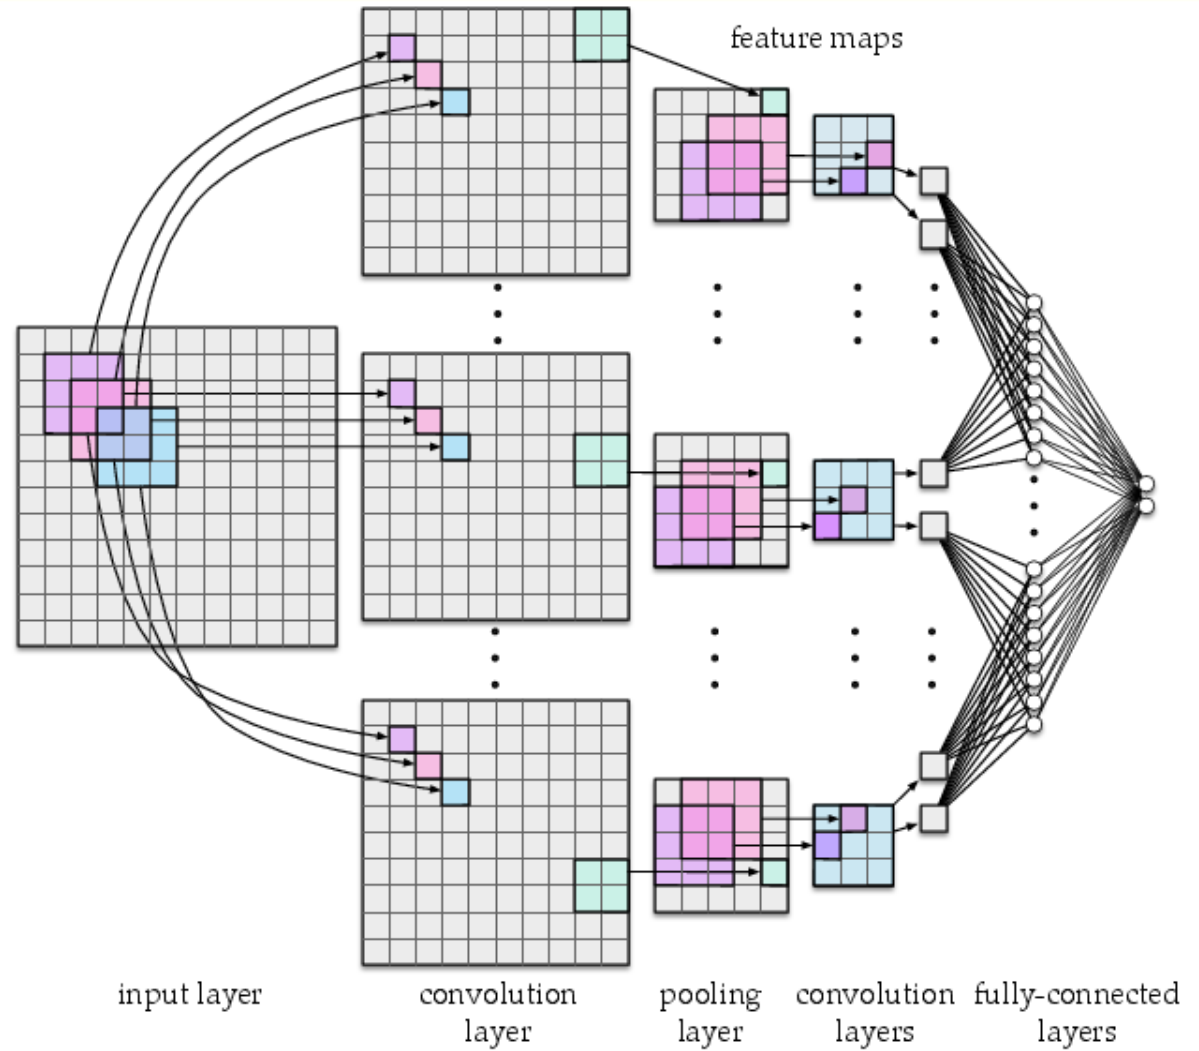 feature maps
input layer
convolution
layer
pooling
layer
convolution
layers
fully-connected
layers